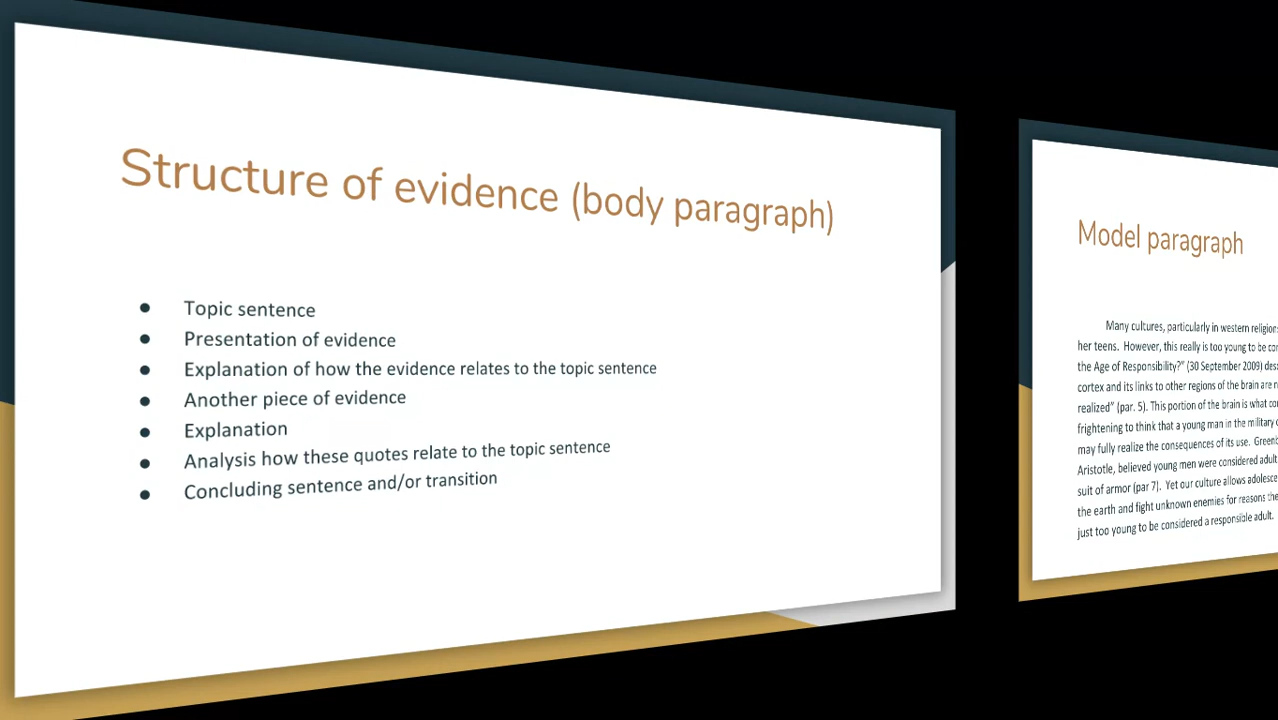 Structure of evidence (body paragraph)
● Topic sentence
● Presentation of evidence
● Explanation of how the evidence relates to the topic sentence
● Another piece of evidence
● Explanation
● Analysis how these quotes relate to the topic sentence
● Concluding sentence and/or transition
Model paragraph
Many cultures, particularly in western
her teens. However, this really is too young to be
the Age of Responsibility?" (30 September 2009)
cortex and its links to other regions of the brain are
realized" (par. 5). This portion of the brain is what
frightening to think that a young man in the military
may fully realize the consequences of its use.
Aristotle, believed young men were considered
suit of armor (par 7). Yet our culture allows
the earth and fight unknown enemies for reasons
just too young to be considered a responsible adult.